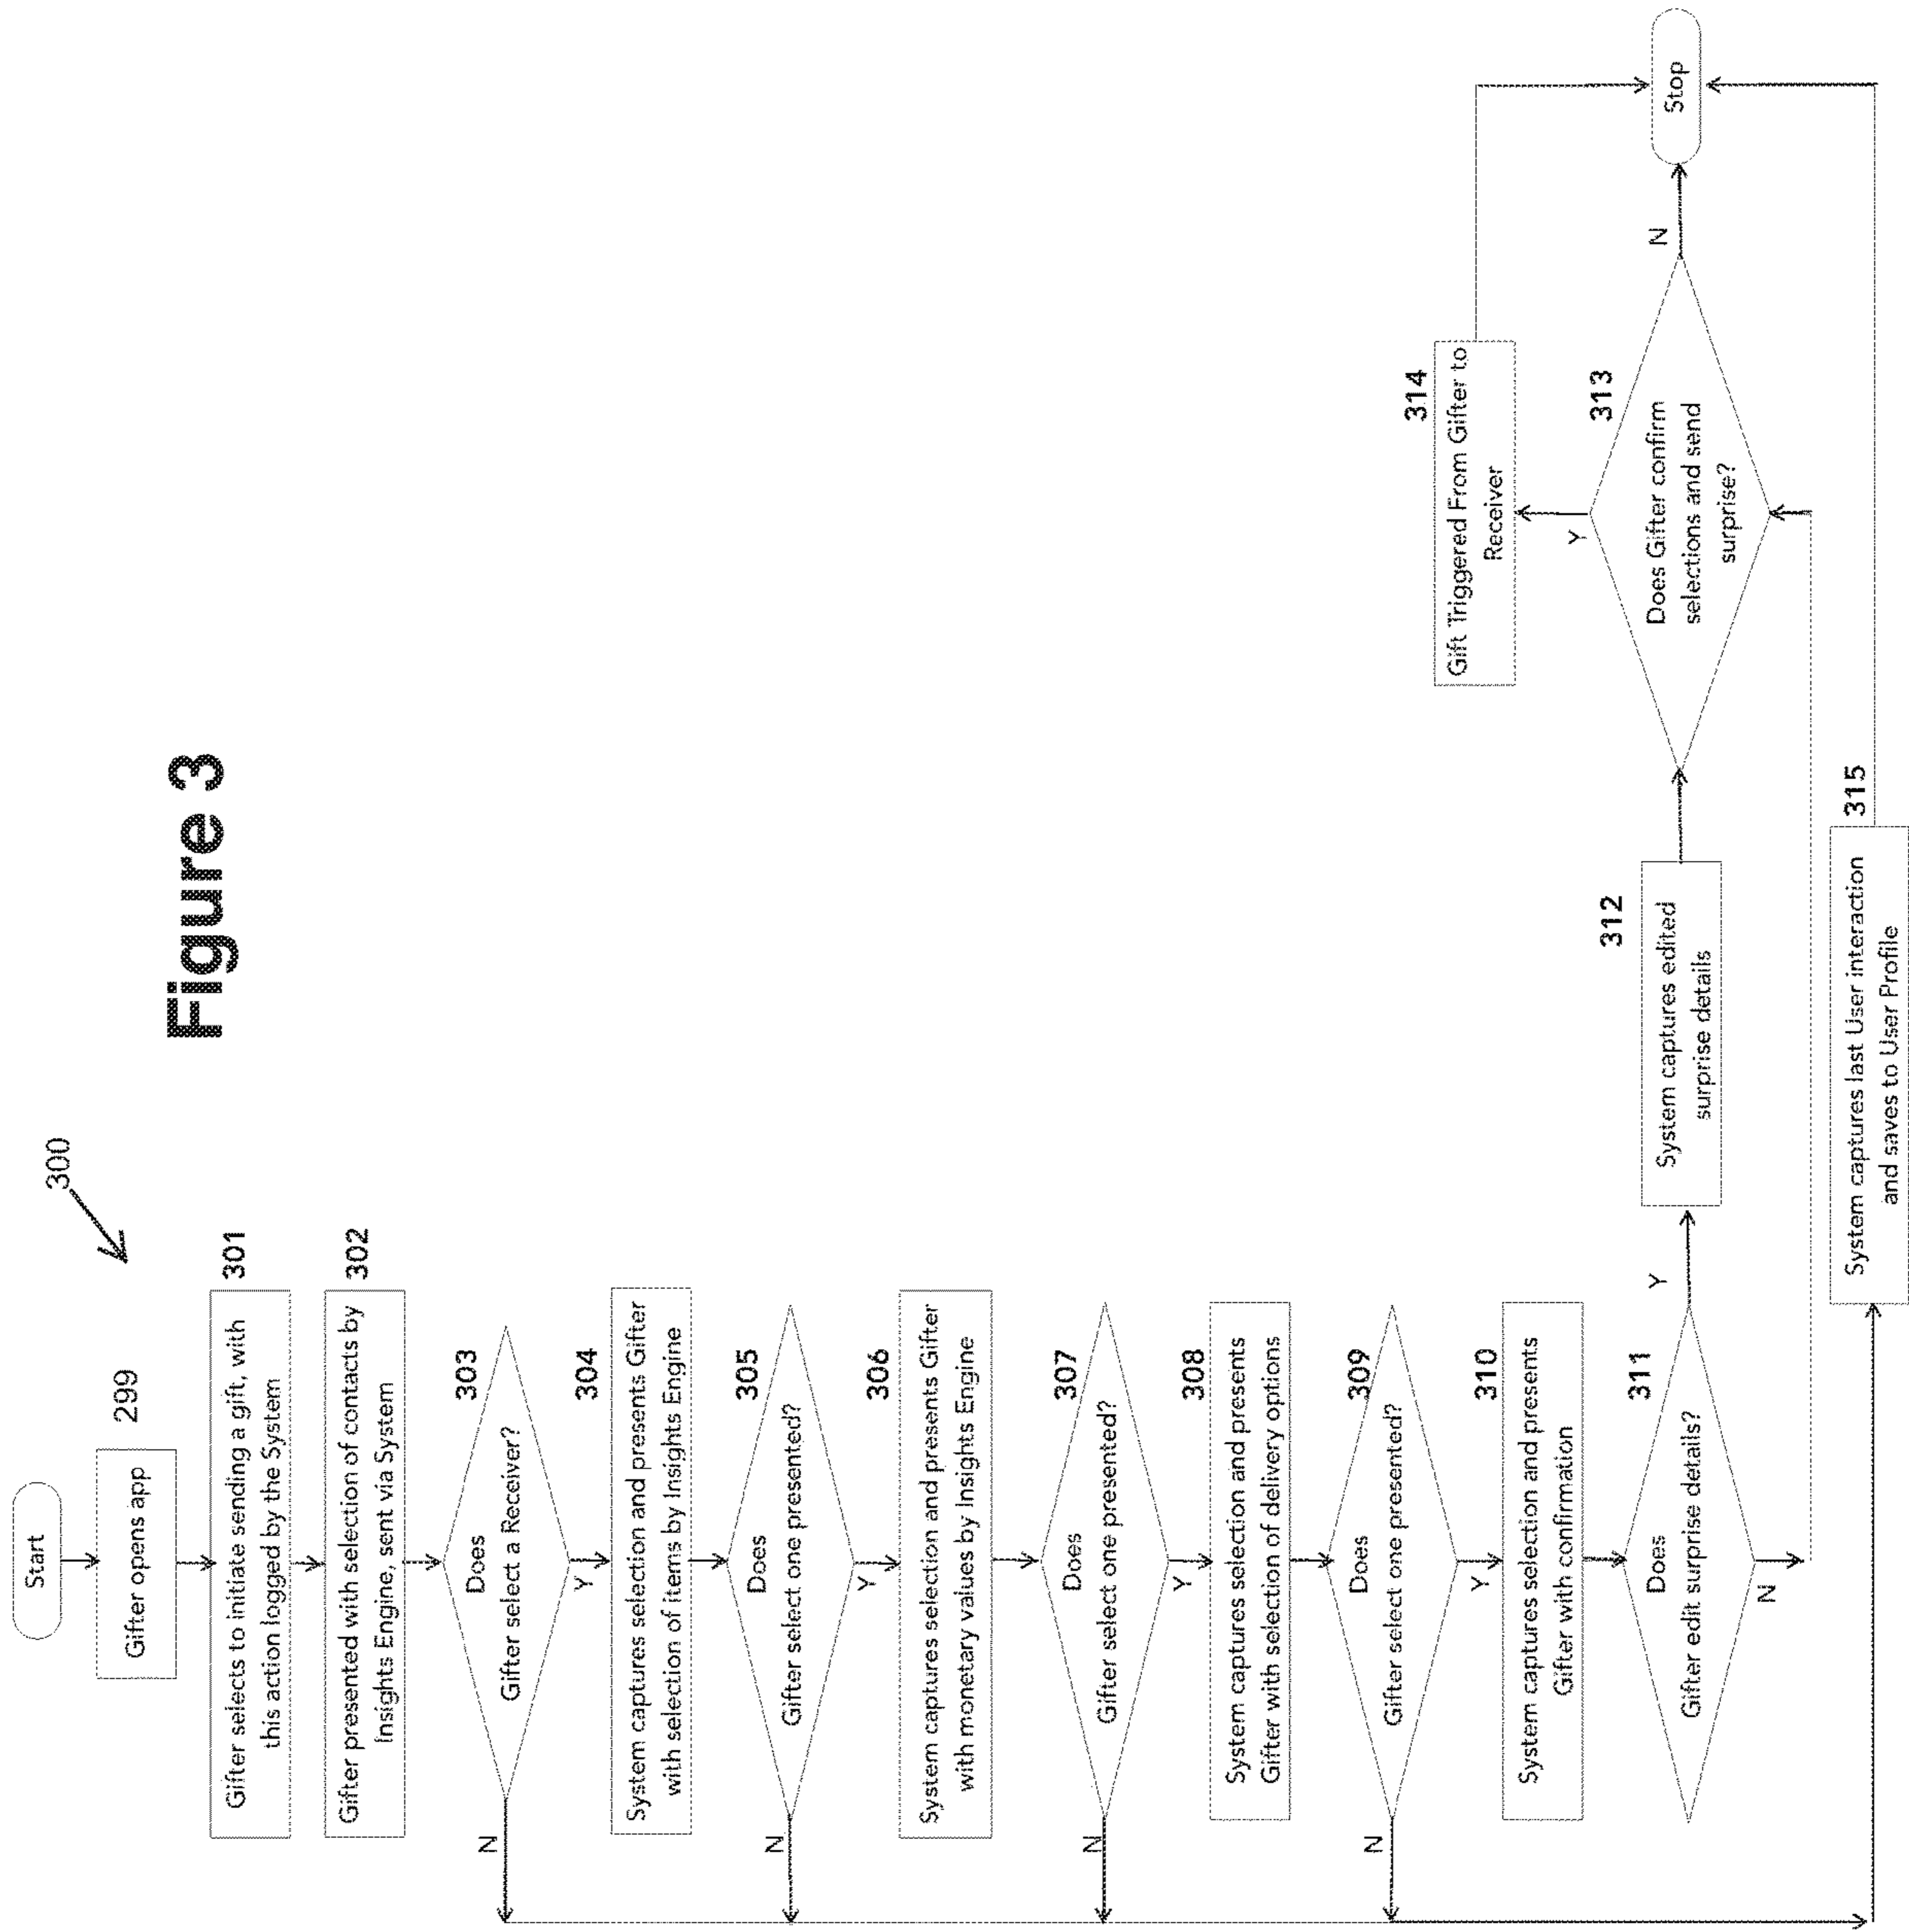 Figure 3
300
Start
Gifter opens app
299
Gifter selects to initiate sending a gift, with
this action logged by the System
301
Gifter presented with selection of contacts by
Insights Engine, sent via System
302
Does
Gifter select a Receiver?
303
N
Y
System captures selection and presents Gifter
with selection of items by Insights Engine
304
Does
Gifter select one presented?
305
N
Y
System captures selection and presents Gifter
with monetary values by Insights Engine
306
Does
Gifter select one presented?
307
N
Y
System captures selection and presents
Gifter with selection of delivery options
308
Does
Gifter select one presented?
309
N
Y
System captures selection and presents
Gifter with confirmation
310
Does
Gifter edit surprise details?
311
Y
N
System captures edited
surprise details
312
Does Gifter confirm
selections and send
surprise?
313
Y
N
Gift Triggered From Gifter to
Receiver
314
System captures last User interaction
and saves to User Profile
315
Stop